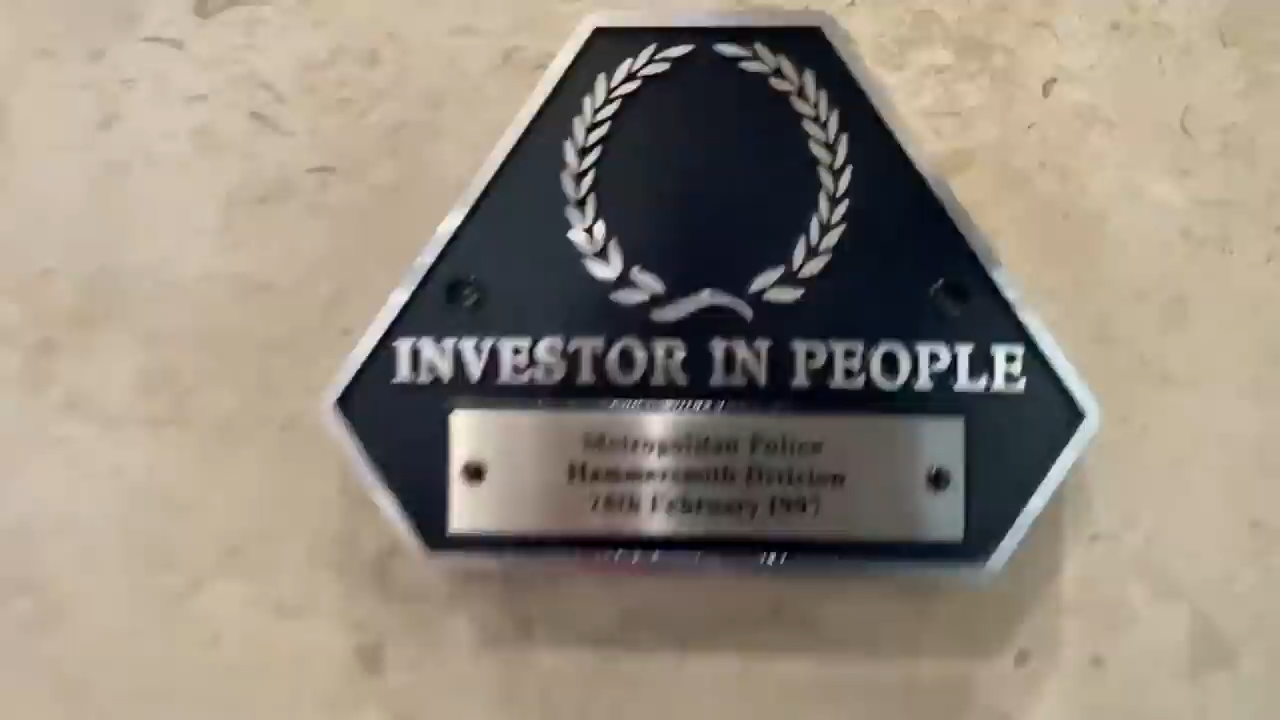 INVESTOR IN PEOPLE
Metropolitan Police
Hammersmith Division
February 1997